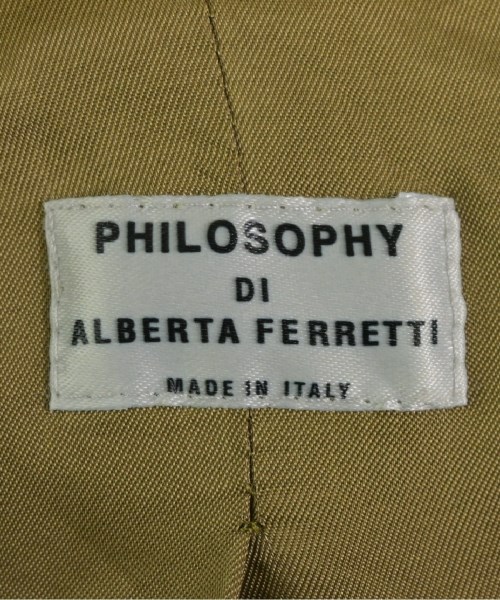 PHILOSOPHY
DI
ALBERTA FERRETTI
MADE IN ITALY